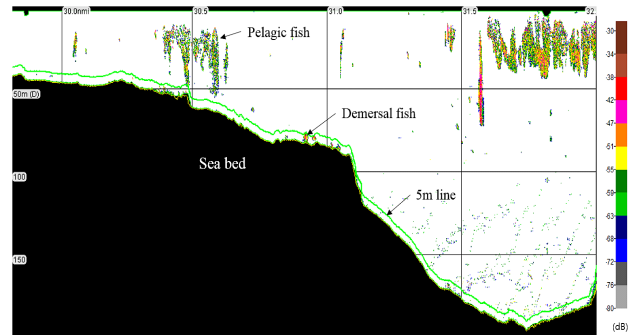 30.0nmi
30.5
31.0
31.5
32.
Pelagic fish
50m (D)
Demersal fish
Sea bed
100
5m line
150
-30
-34
-38
-42
-47
-51
-55
-59
-63
-68
-72
-76
-80
(dB)